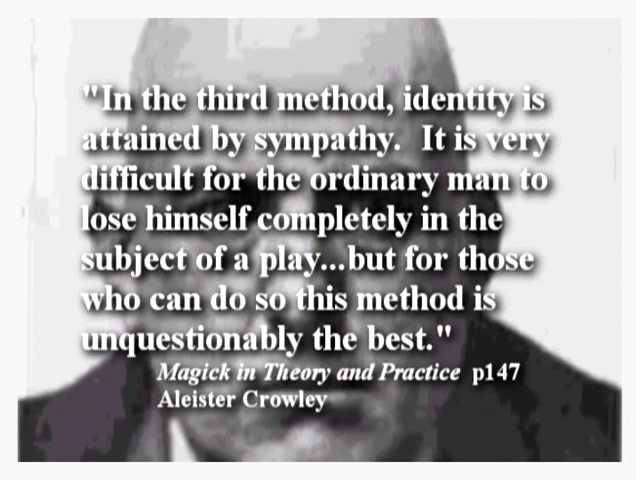 "In the third method, identity is
attained by sympathy. It is very
difficult for the ordinary man to
lose himself completely in the
subject of a play...but for those
who can do so this method is
unquestionably the best."
Magick in Theory and Practice p147
Aleister Crowley